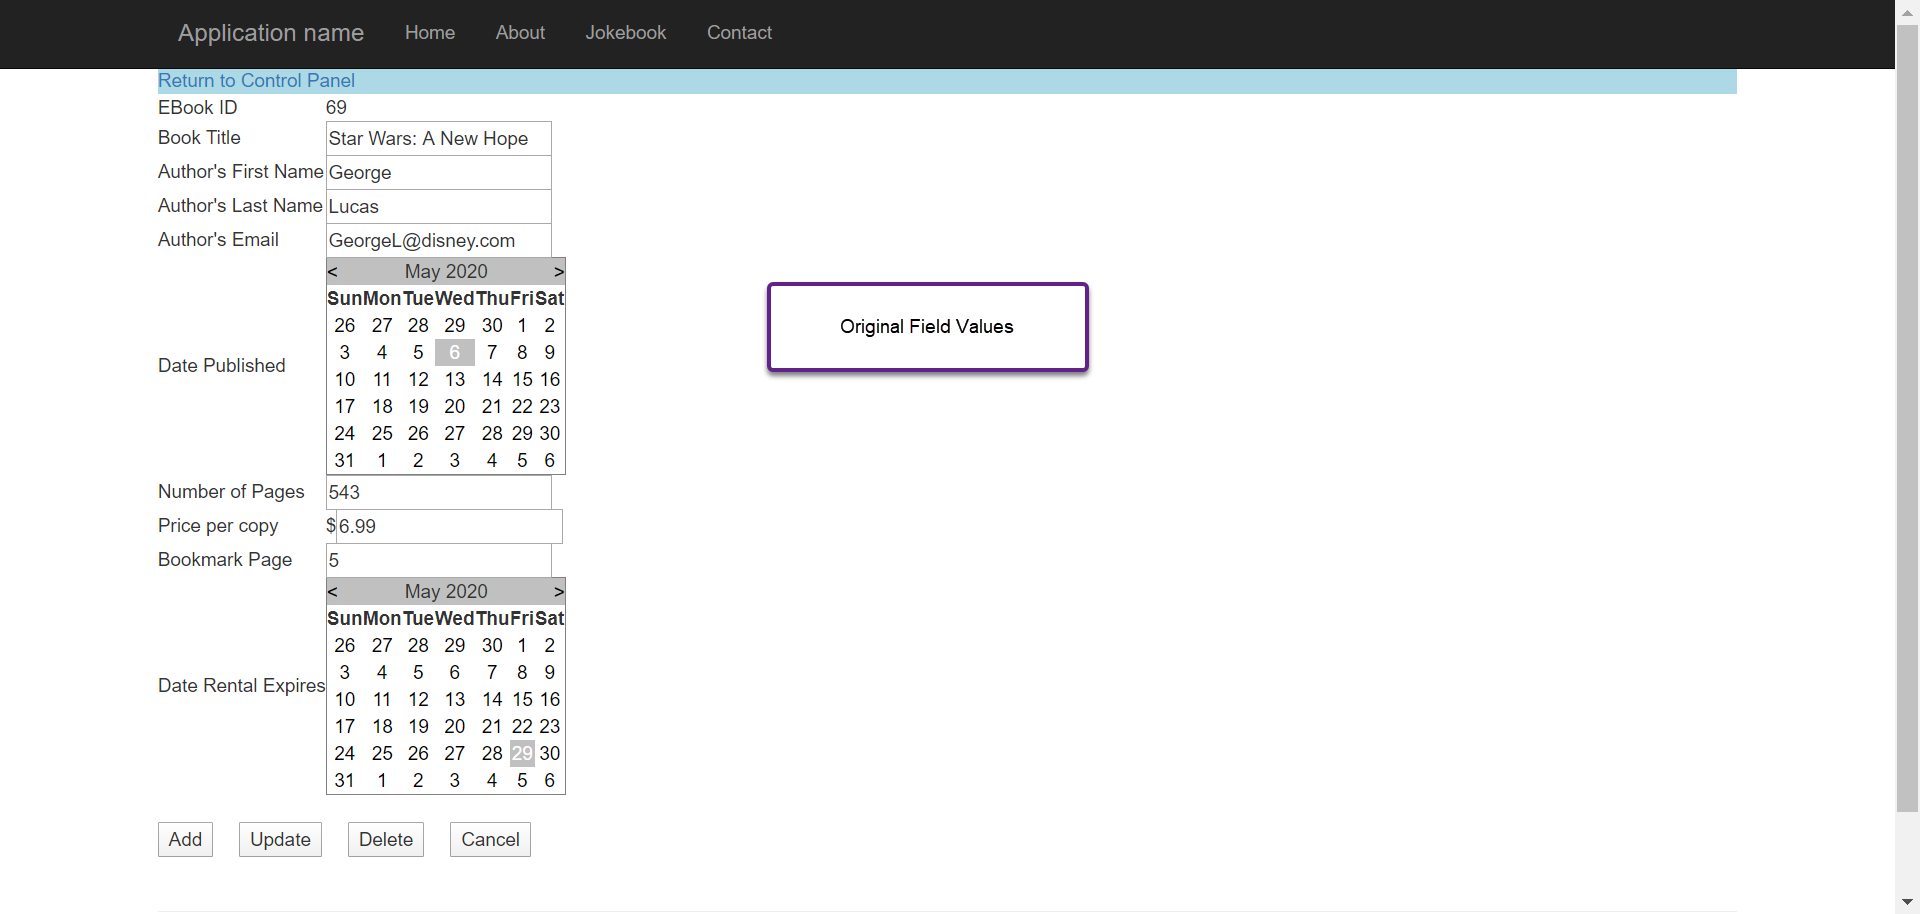 Application name Home About Jokebook Contact
Return to Control Panel
EBook ID 69
Book Title Star Wars: A New Hope
Author's First Name George
Author's Last Name Lucas
Author's Email GeorgeL@disney.com
Date Published
< May 2020 >
Sun Mon Tue Wed Thu Fri Sat
26 27 28 29 30 1 2
3 4 5 6 7 8 9
10 11 12 13 14 15 16
17 18 19 20 21 22 23
24 25 26 27 28 29 30
31 1 2 3 4 5 6
Original Field Values
Number of Pages 543
Price per copy $6.99
Bookmark Page 5
Date Rental Expires
< May 2020 >
Sun Mon Tue Wed Thu Fri Sat
26 27 28 29 30 1 2
3 4 5 6 7 8 9
10 11 12 13 14 15 16
17 18 19 20 21 22 23
24 25 26 27 28 29 30
31 1 2 3 4 5 6
Add Update Delete Cancel